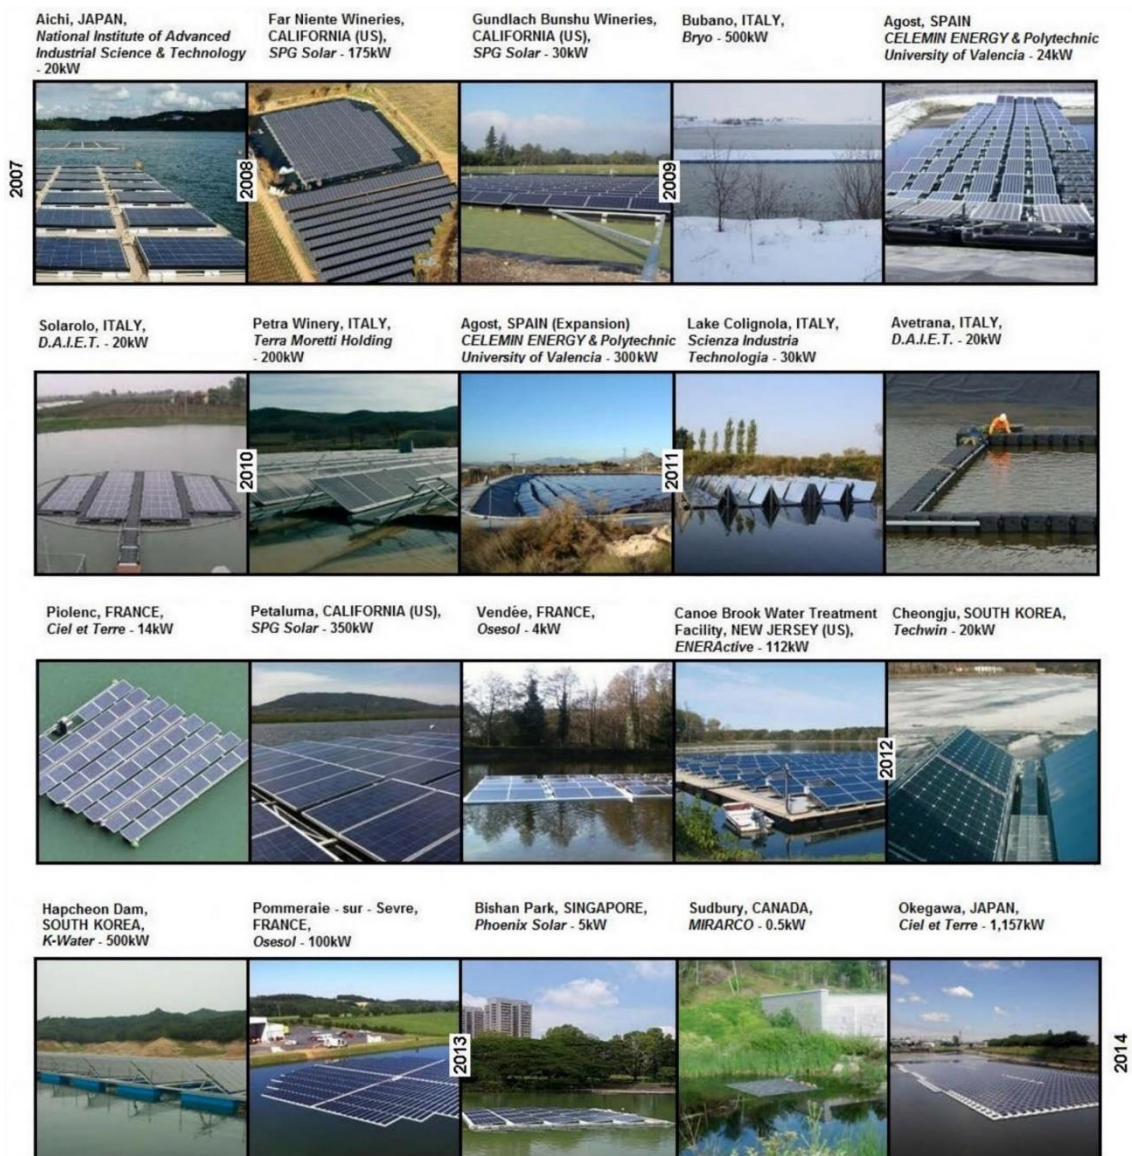 Aichi, JAPAN,
National Institute of Advanced
Industrial Science & Technology
- 20kW
Far Niente Wineries,
CALIFORNIA (US),
SPG Solar - 175kW
Gundlach Bunshu Wineries,
CALIFORNIA (US),
SPG Solar - 30kW
Bubano, ITALY,
Bryo - 500kW
Agost, SPAIN
CELEMIN ENERGY & Polytechnic
University of Valencia - 24kW
2007
2008
2009
Solarolo, ITALY,
D.A.I.E.T. - 20kW
Petra Winery, ITALY,
Terra Moretti Holding
- 200kW
Agost, SPAIN (Expansion)
CELEMIN ENERGY & Polytechnic
University of Valencia - 300kW
Lake Colignola, ITALY,
Scienza Industria
Technologia - 30kW
Avetrana, ITALY,
D.A.I.E.T. - 20kW
2010
2011
Piolenc, FRANCE,
Ciel et Terre - 14kW
Petaluma, CALIFORNIA (US),
SPG Solar - 350kW
Vendée, FRANCE,
Osesol - 4kW
Canoe Brook Water Treatment
Facility, NEW JERSEY (US),
ENERActive - 112kW
Cheongju, SOUTH KOREA,
Techwin - 20kW
2012
Hapcheon Dam,
SOUTH KOREA,
K-Water - 500kW
Pommeraie - sur - Sevre,
FRANCE,
Osesol - 100kW
Bishan Park, SINGAPORE,
Phoenix Solar - 5kW
Sudbury, CANADA,
MIRARCO - 0.5kW
Okegawa, JAPAN,
Ciel et Terre - 1,157kW
2013
2014